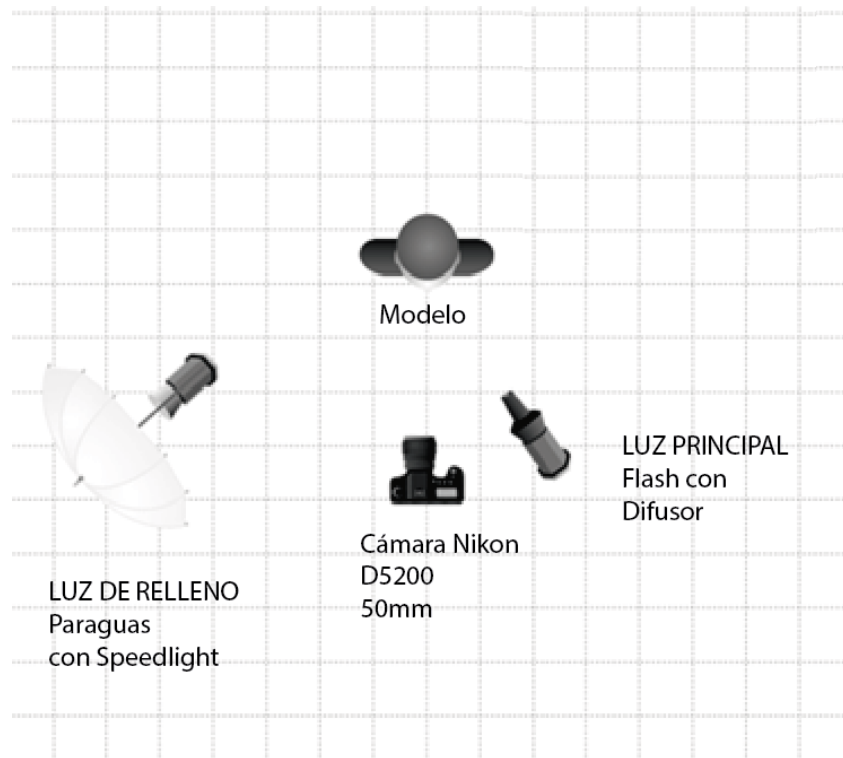 Modelo
LUZ PRINCIPAL
Flash con
Difusor
Cámara Nikon
D5200
50mm
LUZ DE RELLENO
Paraguas
con Speedlight